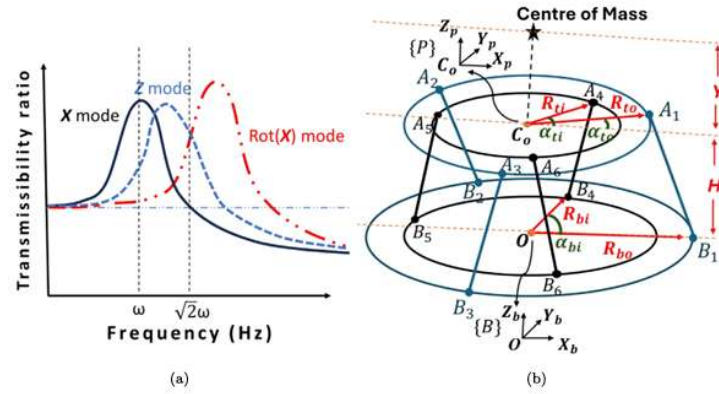 Transmissibility ratio
X mode
Z mode
Rot(X) mode
ω
√2ω
Frequency (Hz)
(a)
Centre of Mass
Z_p
Y_p
{P}
X_p
C_o
A_2
A_4
R_ti
R_to
A_1
A_5
C_o
α_ti
α_to
Y
A_3
A_6
H
B_2
B_4
R_bi
B_5
α_bi
O
R_bo
B_1
B_6
B_3
Z_b
Y_b
{B}
O
X_b
(b)